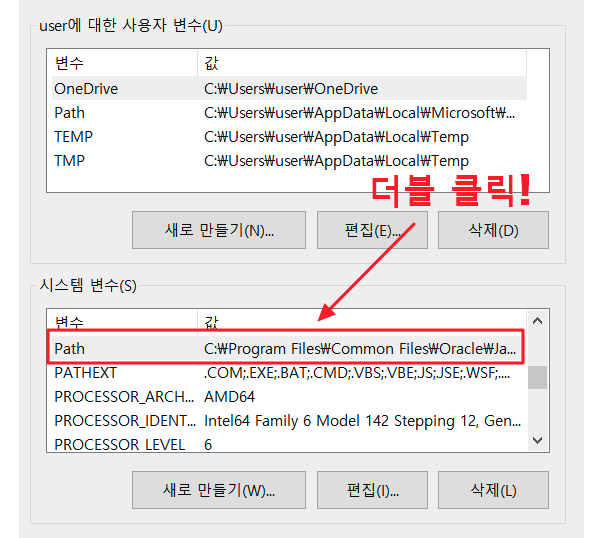 user에 대한 사용자 변수(U)
변수 값
OneDrive C:₩Users₩user₩OneDrive
Path C:₩Users₩user₩AppData₩Local₩Microsoft₩...
TEMP C:₩Users₩user₩AppData₩Local₩Temp
TMP C:₩Users₩user₩AppData₩Local₩Temp
더블 클릭!
새로 만들기(N)... 편집(E)... 삭제(D)
시스템 변수(S)
변수 값
Path C:₩Program Files₩Common Files₩Oracle₩Ja...
PATHEXT .COM;.EXE;.BAT;.CMD;.VBS;.VBE;.JS;.JSE;.WSF;....
PROCESSOR_ARCH... AMD64
PROCESSOR_IDENT... Intel64 Family 6 Model 142 Stepping 12, Gen...
PROCESSOR_LEVEL 6
새로 만들기(W)... 편집(I)... 삭제(L)